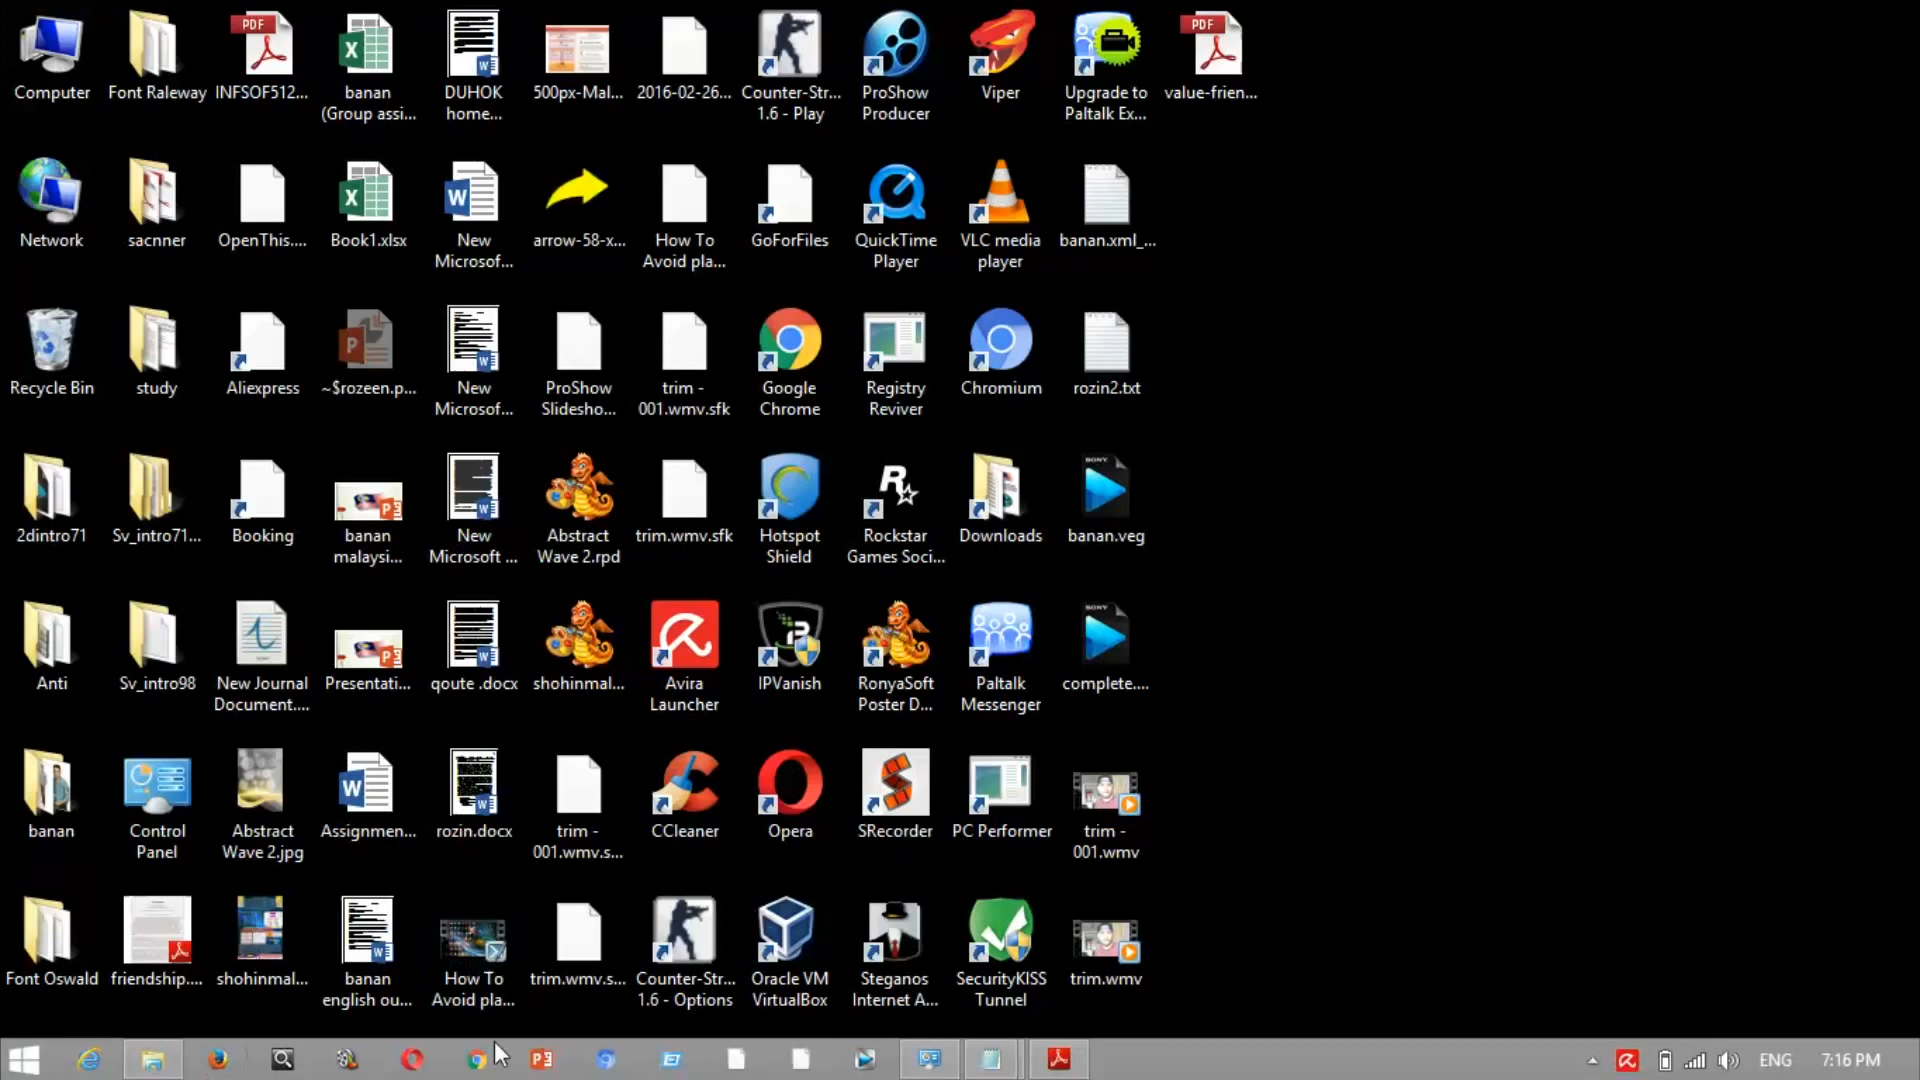 Computer
Font Raleway
INFSOF512...
banan
(Group assi...
DUHOK
home...
500px-Mal...
2016-02-26...
Counter-Str...
1.6 - Play
ProShow
Producer
Viper
Upgrade to
Paltalk Ex...
value-frien...
Network
sacnner
OpenThis....
Book1.xlsx
New
Microsof...
arrow-58-x...
How To
Avoid pla...
GoForFiles
QuickTime
Player
VLC media
player
banan.xml_...
Recycle Bin
study
Aliexpress
~$rozeen.p...
New
Microsof...
ProShow
Slidesho...
trim -
001.wmv.sfk
Google
Chrome
Registry
Reviver
Chromium
rozin2.txt
2dintro71
Sv_intro71...
Booking
banan
malaysi...
New
Microsoft ...
Abstract
Wave 2.rpd
trim.wmv.sfk
Hotspot
Shield
Rockstar
Games Soci...
Downloads
banan.veg
Anti
Sv_intro98
New Journal
Document....
Presentati...
qoute .docx
shohinmal...
Avira
Launcher
IPVanish
RonyaSoft
Poster D...
Paltalk
Messenger
complete....
banan
Control
Panel
Abstract
Wave 2.jpg
Assignmen...
rozin.docx
trim -
001.wmv.s...
CCleaner
Opera
SRecorder
PC Performer
trim -
001.wmv
Font Oswald
friendship....
shohinmal...
banan
english ou...
How To
Avoid pla...
trim.wmv.s...
Counter-Str...
1.6 - Options
Oracle VM
VirtualBox
Steganos
Internet A...
SecurityKISS
Tunnel
trim.wmv
ENG
7:16 PM